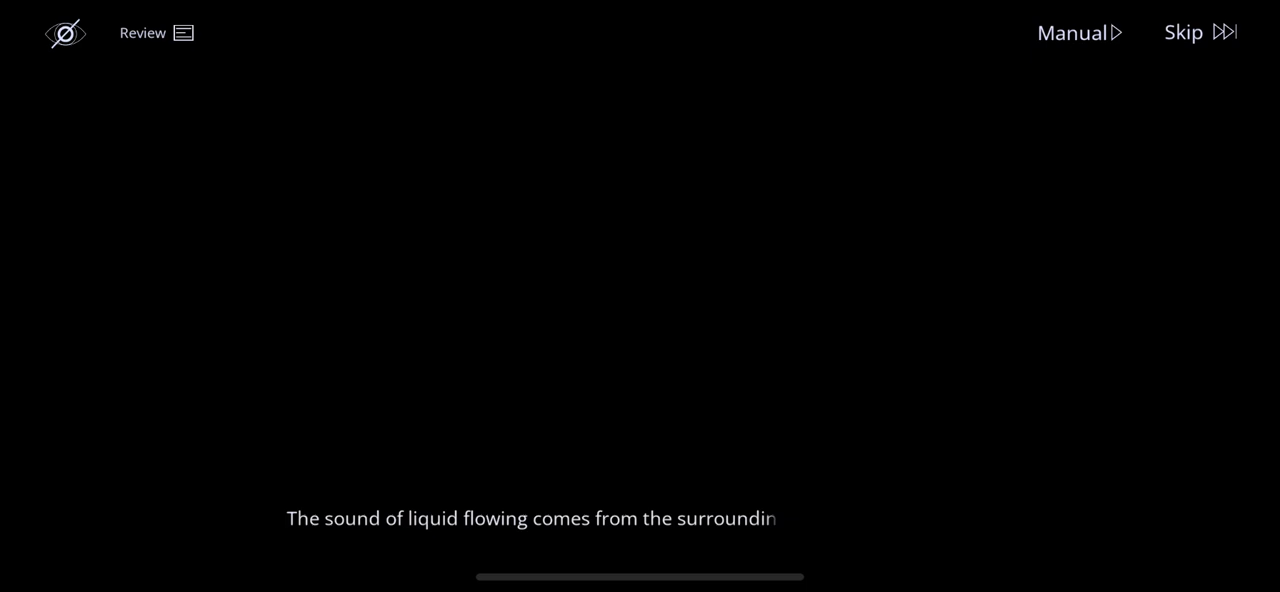 Review
Manual
Skip
The sound of liquid flowing comes from the surroundin